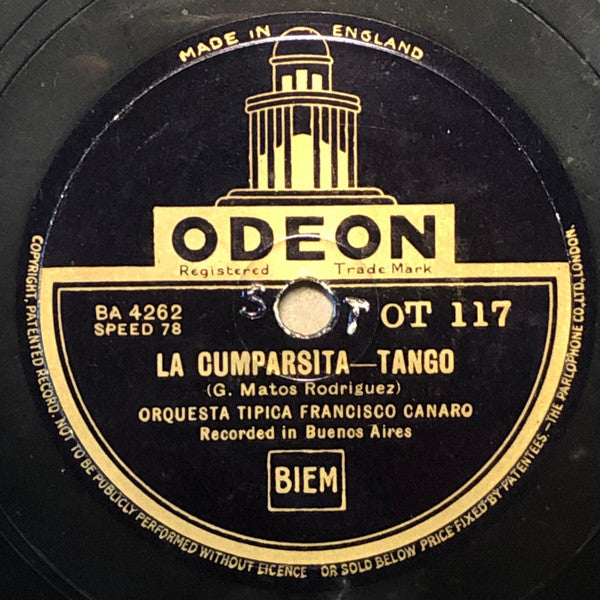 MADE IN ENGLAND
ODEON
Registered Trade Mark
BA 4262
SPEED 78
OT 117
LA CUMPARSITA—TANGO
(G. Matos Rodriguez)
ORQUESTA TIPICA FRANCISCO CANARO
Recorded in Buenos Aires
BIEM
COPYRIGHT, PATENTED RECORD. NOT TO BE PUBLICLY PERFORMED WITHOUT LICENCE OR SOLD BELOW PRICE FIXED BY PATENTEES.—THE PARLOPHONE CO.,LTD., LONDON.